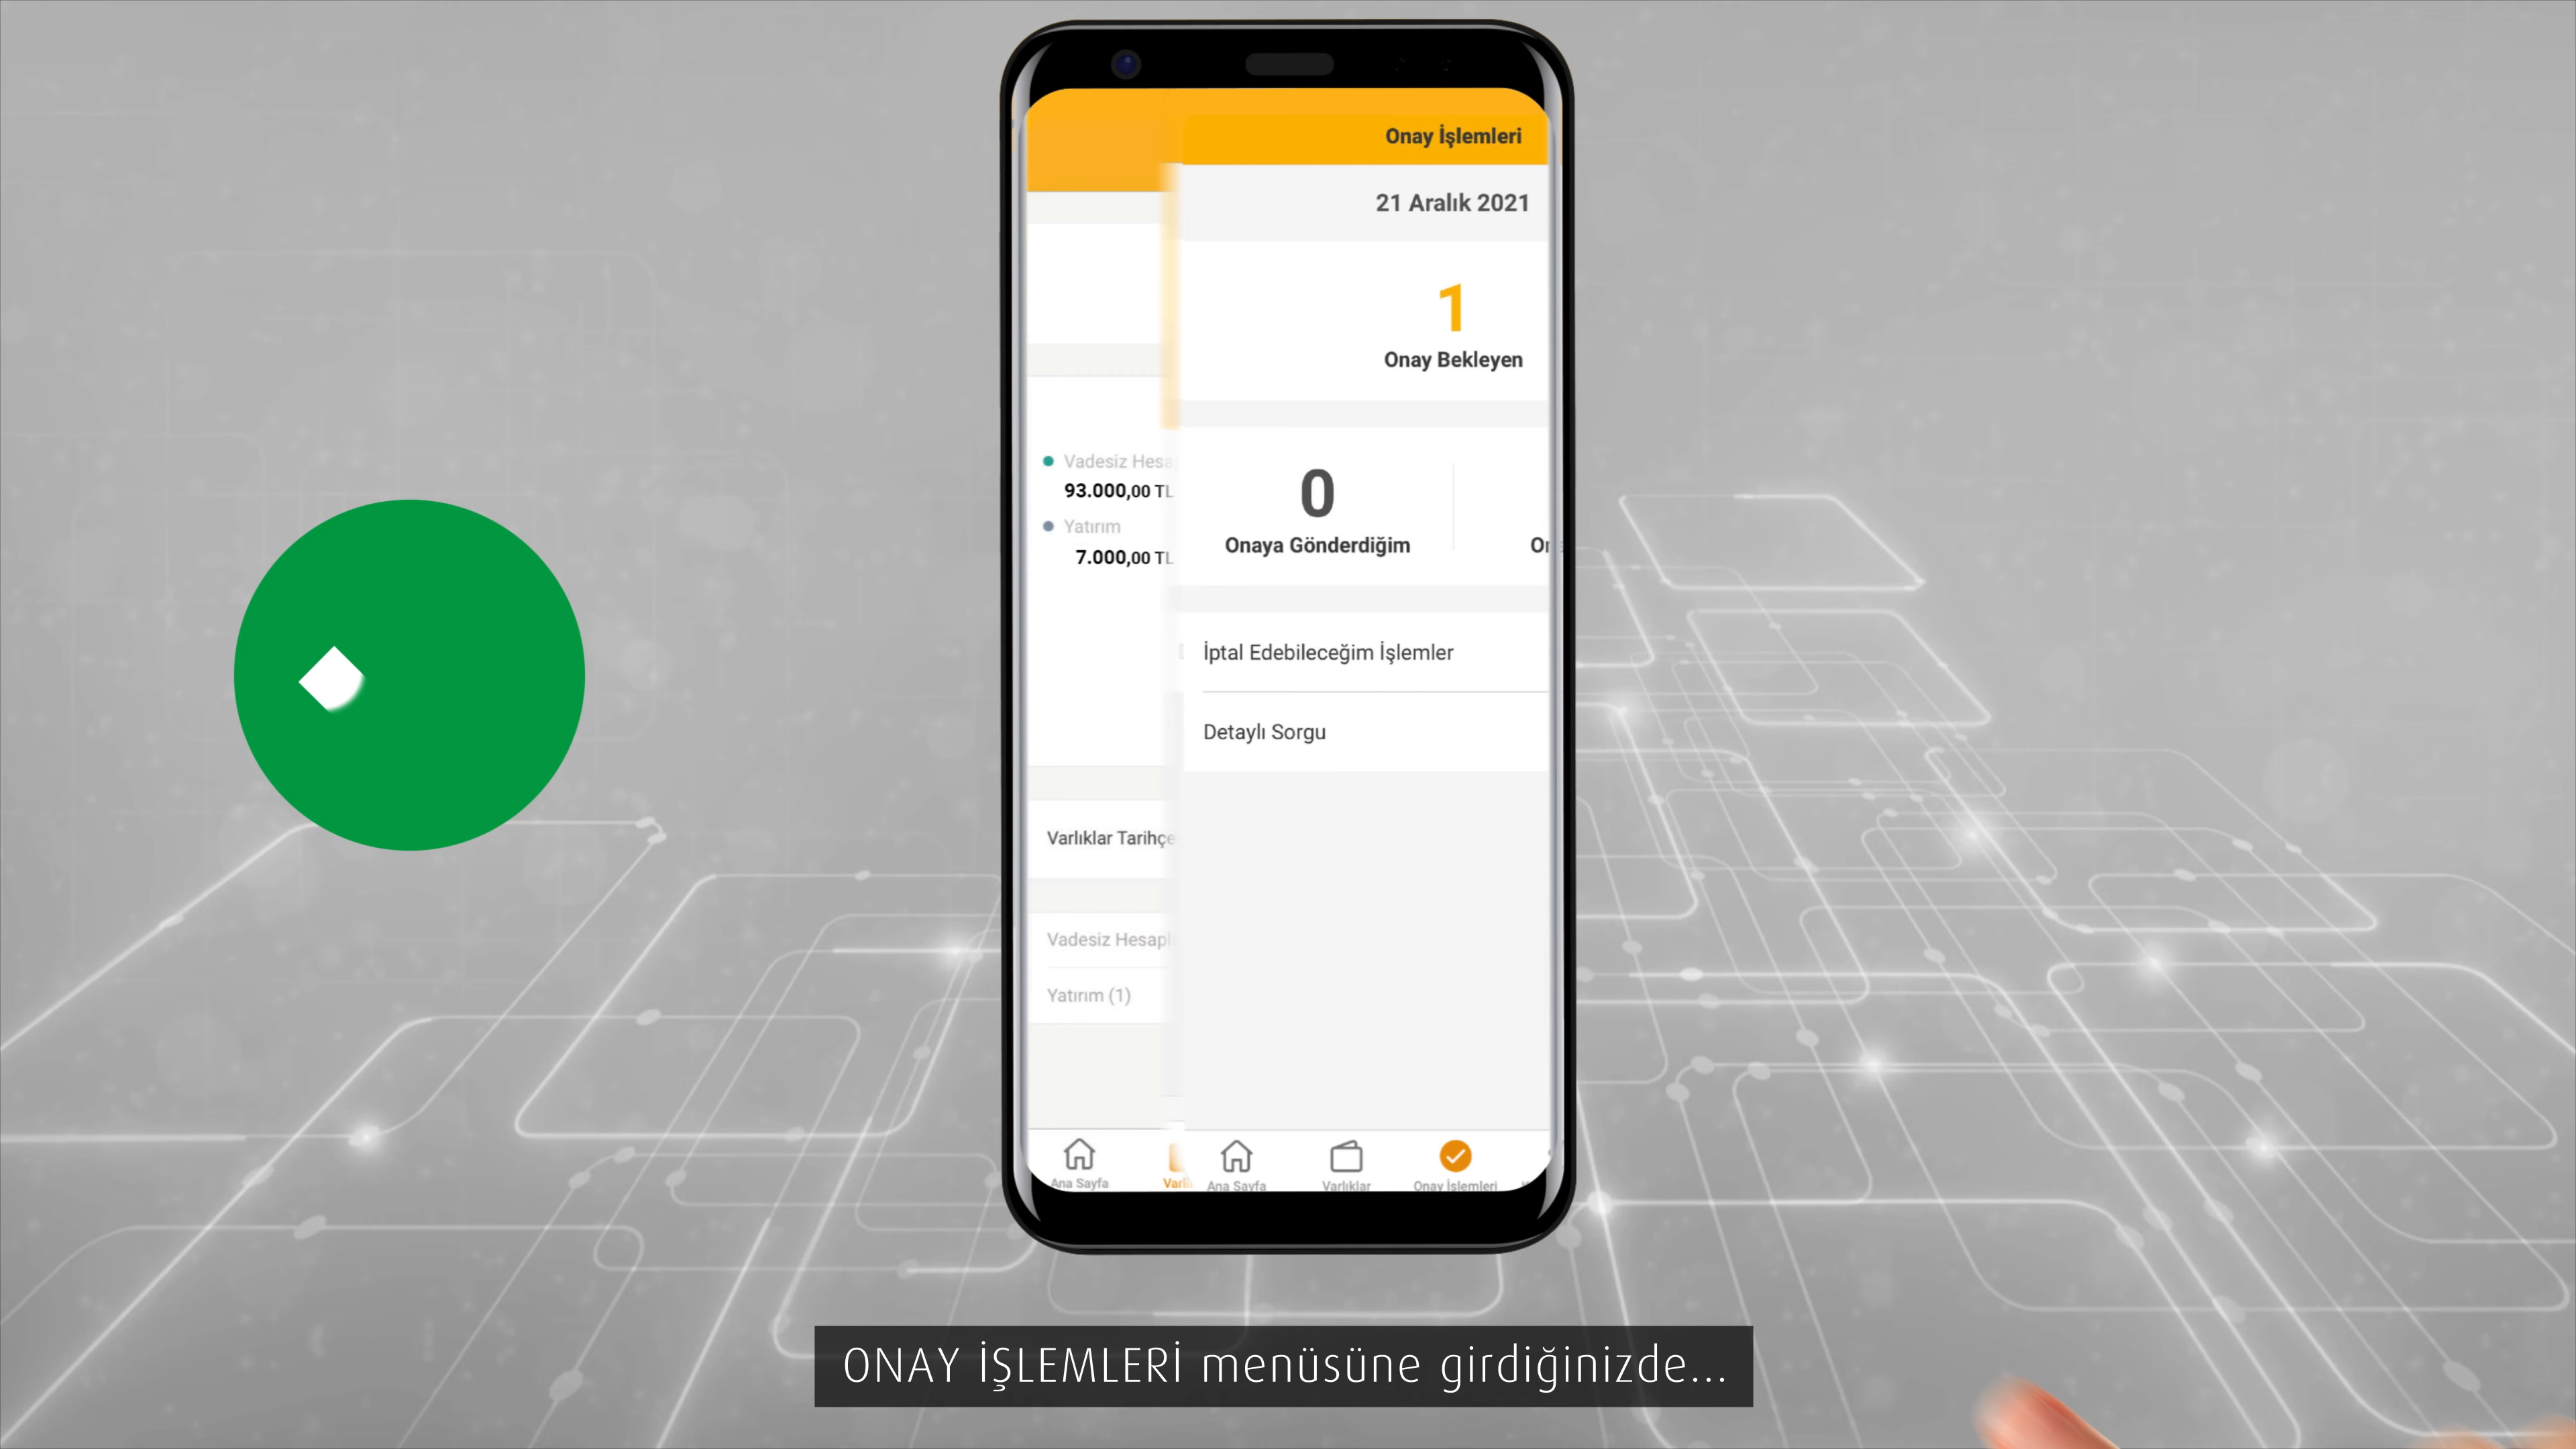 Onay İşlemleri
21 Aralık 2021
1
Onay Bekleyen
Vadesiz
93.000,00 TL
Yatırım
7.000,00 TL
0
Onaya Gönderdiğim
İptal Edebileceğim İşlemler
Detaylı Sorgu
Varlıklar
Vadesiz
Yatırım (1)
Ana Sayfa
Ana Sayfa
Varlıklar
Onay İşlemleri
ONAY İŞLEMLERİ menüsüne girdiğinizde...